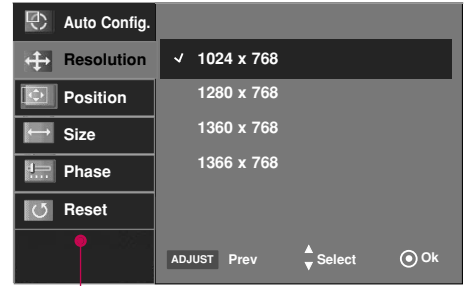 Auto Config.
Resolution
Position
Size
Phase
Reset
✓ 1024 x 768
1280 x 768
1360 x 768
1366 x 768
ADJUST Prev Select Ok